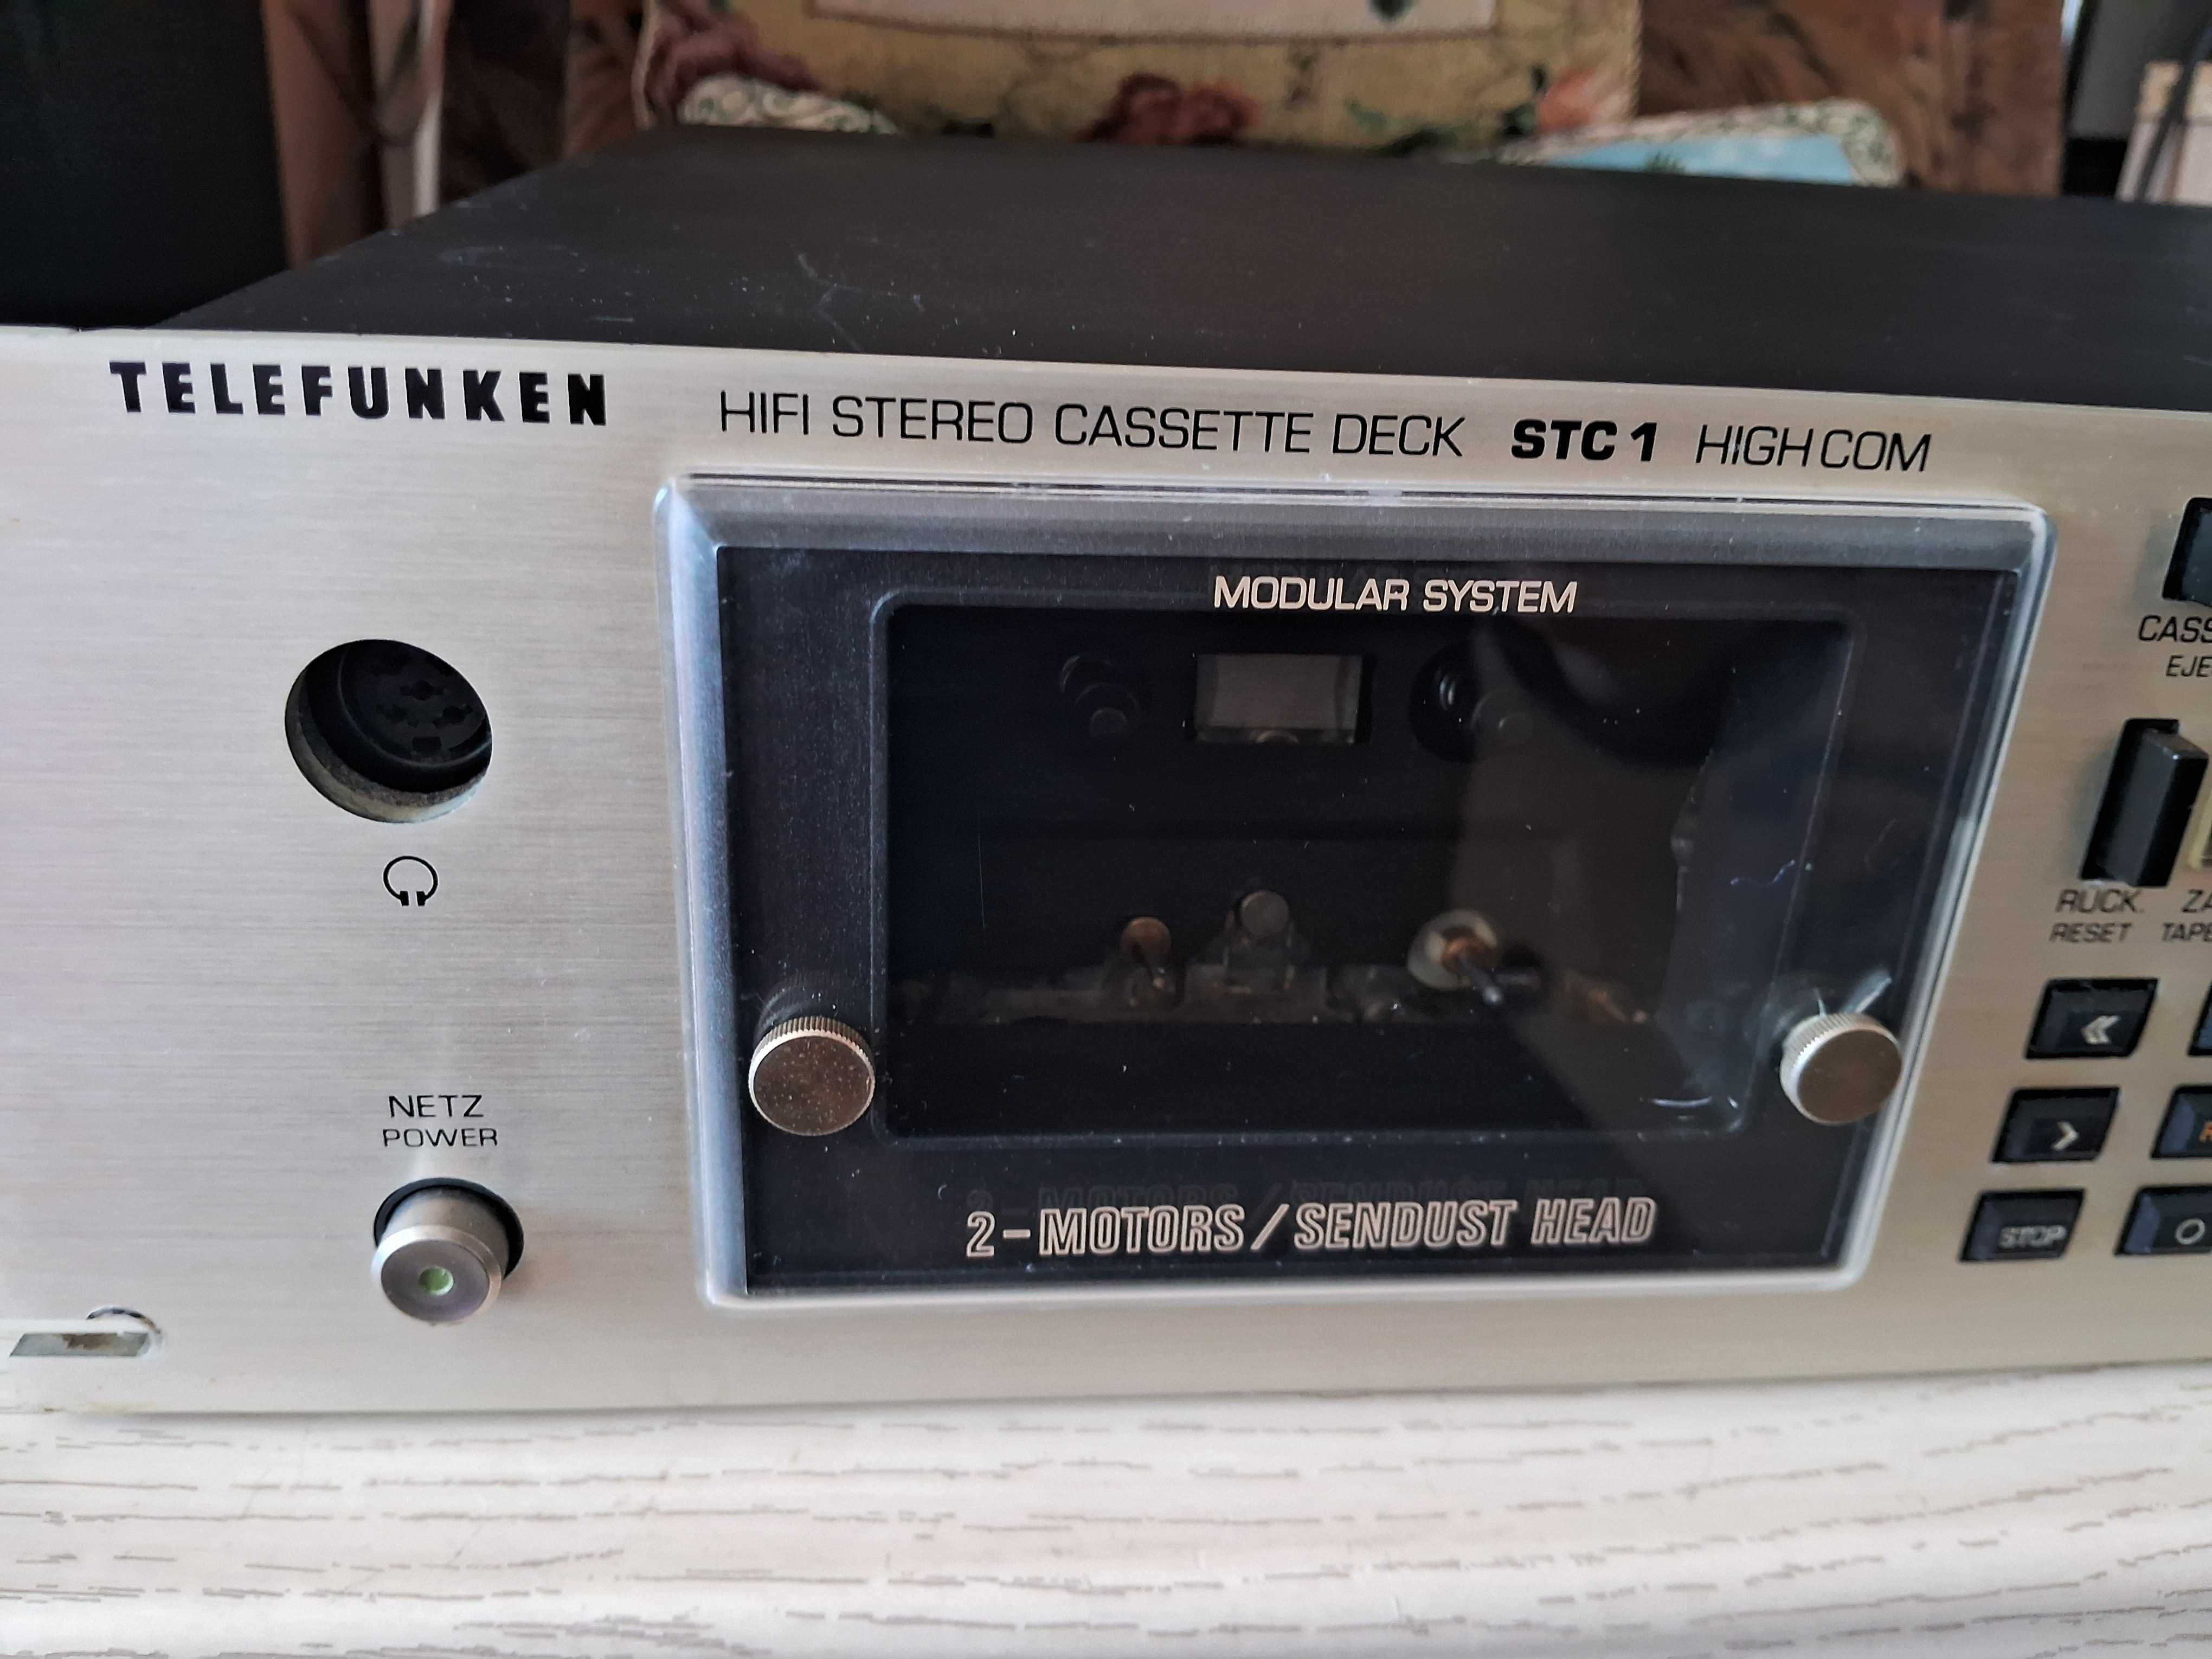 TELEFUNKEN
HIFI STEREO CASSETTE DECK STC 1 HIGH COM
MODULAR SYSTEM
RÜCK.
RESET
NETZ
POWER
STOP
2-MOTORS/SENDUST HEAD